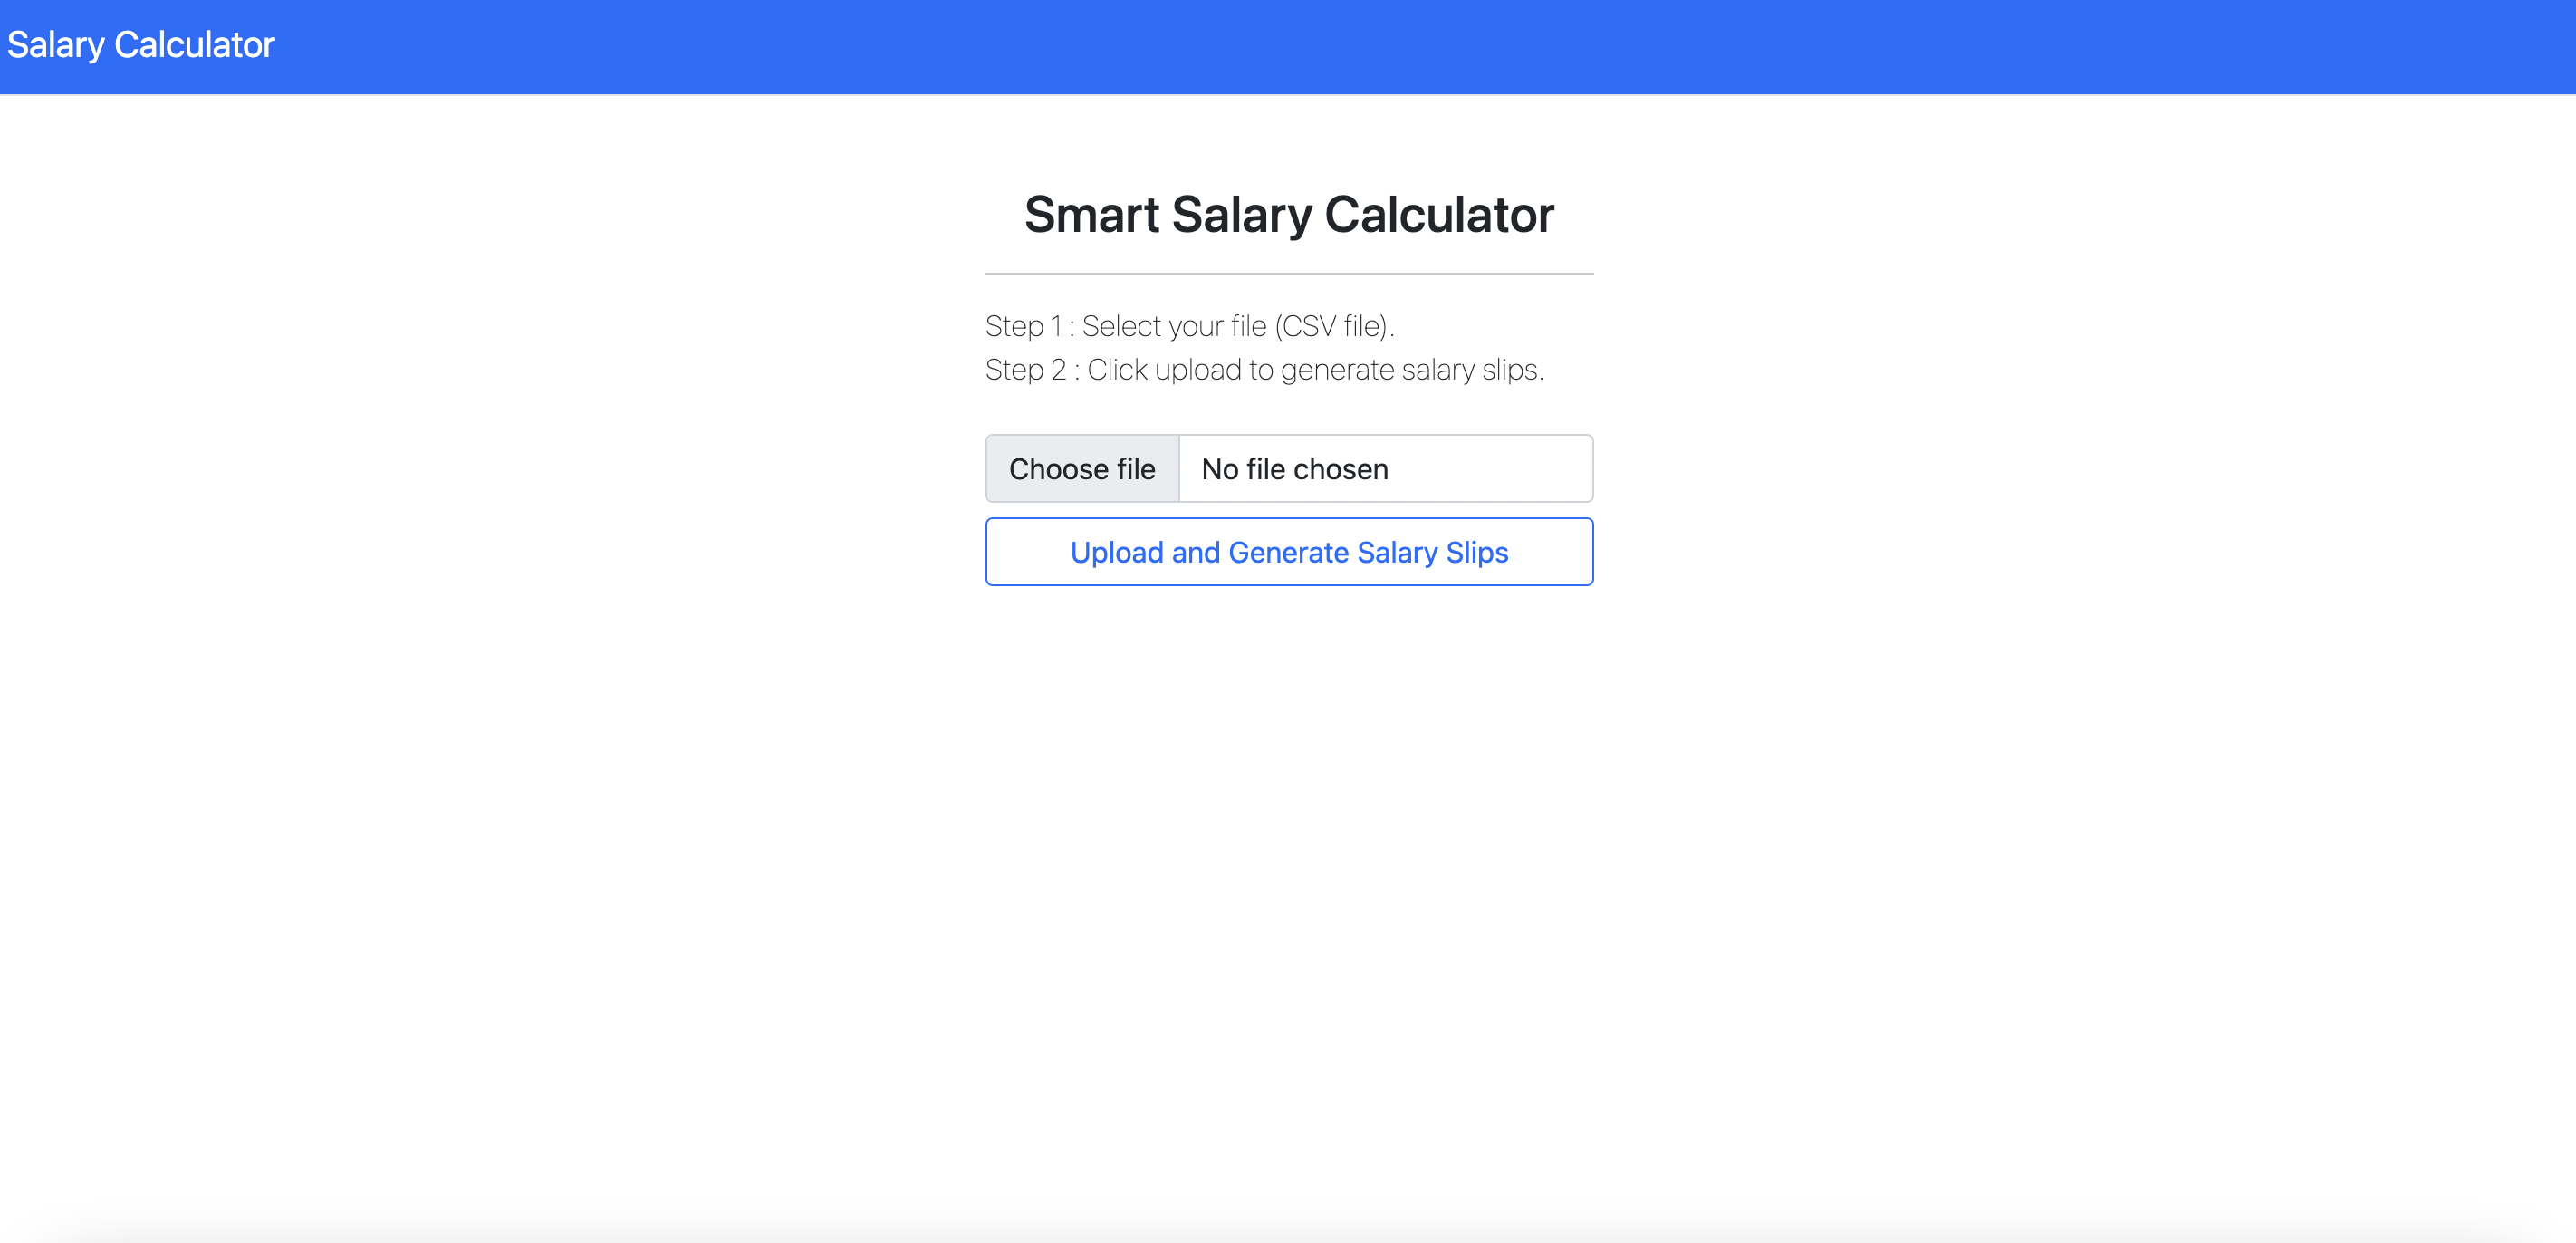 Salary Calculator
Smart Salary Calculator
Step 1 : Select your file (CSV file).
Step 2 : Click upload to generate salary slips.
Choose file No file chosen
Upload and Generate Salary Slips